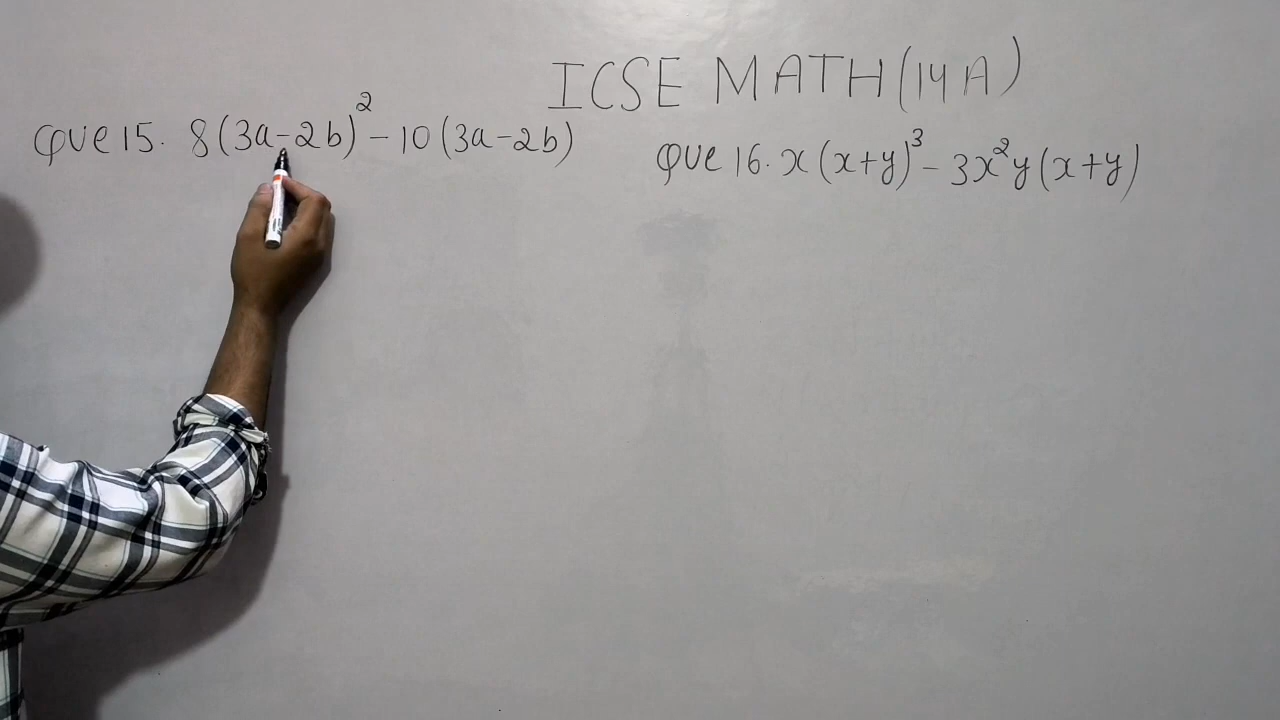 ICSE MATH (14A)
QUE 15. 8(3a-2b)² - 10(3a-2b)
QUE 16. x(x+y)³ - 3x²y(x+y)